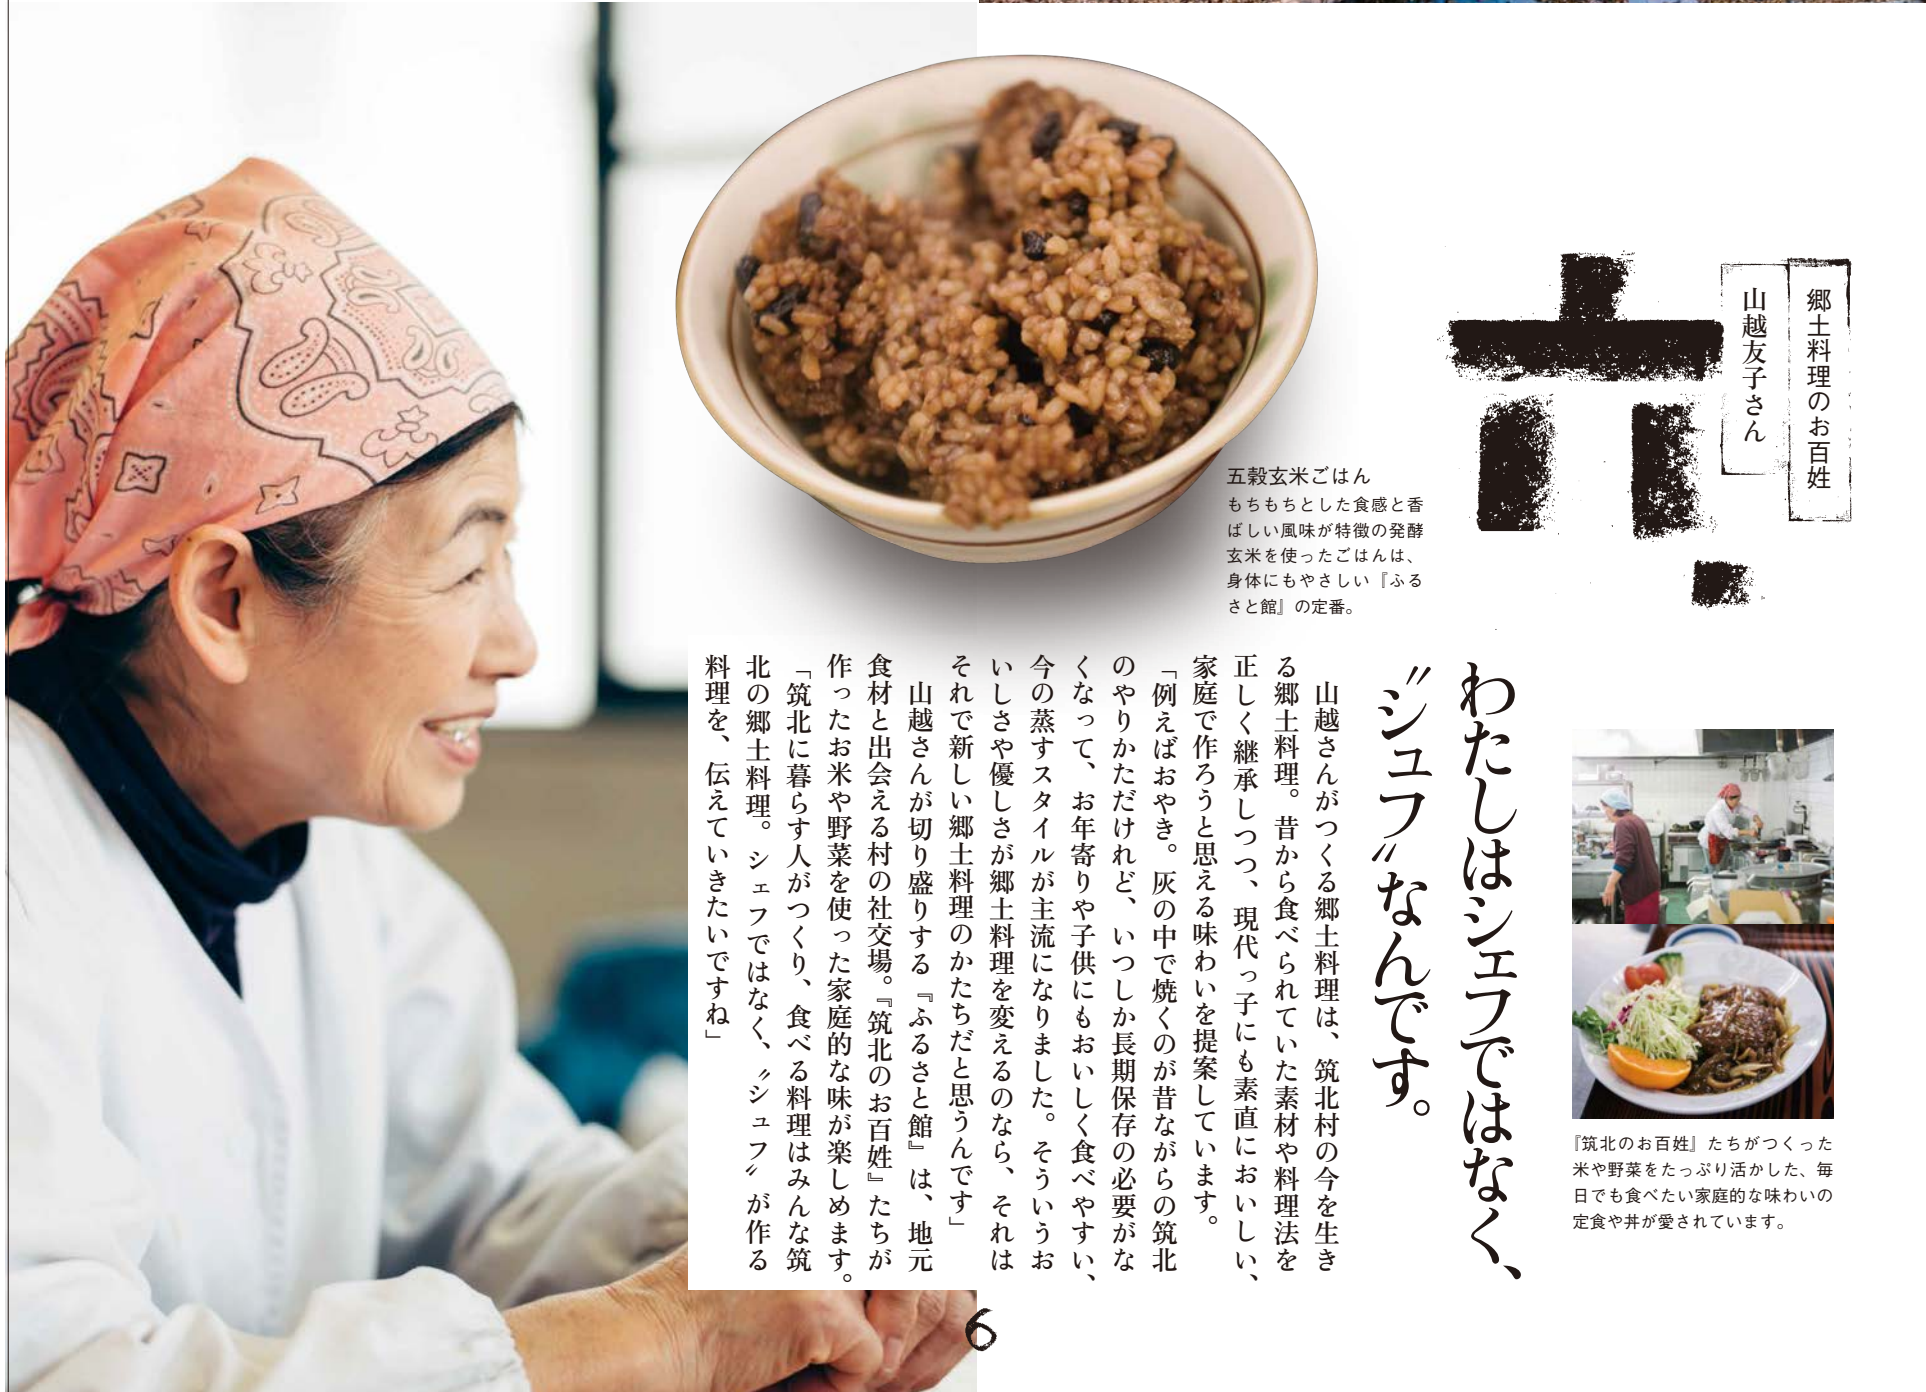 郷土料理のお百姓
山越友子さん
六
わたしはシェフではなく、
〝シュフ〟なんです。
山越さんがつくる郷土料理は、筑北村の今を生き
る郷土料理。昔から食べられていた素材や料理法を
正しく継承しつつ、現代っ子にも素直においしい、
家庭で作ろうと思える味わいを提案しています。
「例えばおやき。灰の中で焼くのが昔ながらの筑北
のやりかただけれど、いつしか長期保存の必要がな
くなって、お年寄りや子供にもおいしく食べやすい、
今の蒸すスタイルが主流になりました。そういうお
いしさや優しさが郷土料理を変えるのなら、それは
それで新しい郷土料理のかたちだと思うんです」
山越さんが切り盛りする『ふるさと館』は、地元
食材と出会える村の社交場。『筑北のお百姓』たちが
作ったお米や野菜を使った家庭的な味が楽しめます。
「筑北に暮らす人がつくり、食べる料理はみんな筑
北の郷土料理。シェフではなく、〝シュフ〟が作る
料理を、伝えていきたいですね」
五穀玄米ごはん
もちもちとした食感と香
ばしい風味が特徴の発酵
玄米を使ったごはんは、
身体にもやさしい『ふる
さと館』の定番。
『筑北のお百姓』たちがつくった
米や野菜をたっぷり活かした、毎
日でも食べたい家庭的な味わいの
定食や丼が愛されています。
6